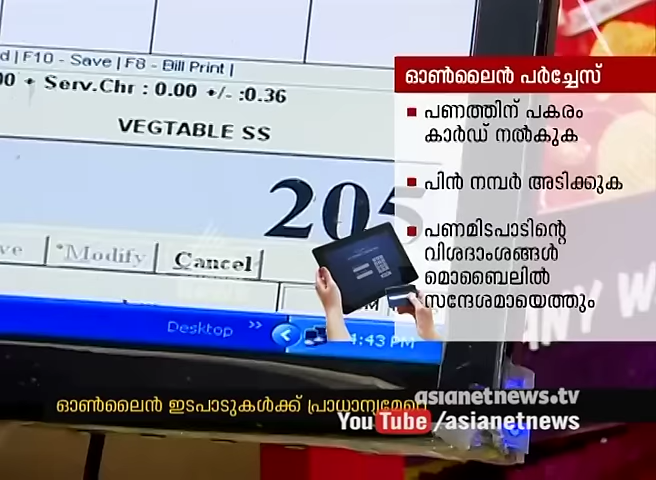 d | F10 - Save | F8 - Bill Print |
00 + Serv.Chr : 0.00 +/- :0.36
VEGTABLE SS
205
*Modify
Cancel
Desktop »
4:43 PM
ഓൺലൈൻ പർച്ചേസ്
പണത്തിന് പകരം
കാർഡ് നൽകുക
പിൻ നമ്പർ അടിക്കുക
പണമിടപാടിന്റെ
വിശദാംശങ്ങൾ
മൊബൈലിൽ
സന്ദേശമായെത്തും
ANY W
ഓൺലൈൻ ഇടപാടുകൾക്ക് പ്രാധാന്യമേറ
asianetnews.tv
YouTube /asianetnews